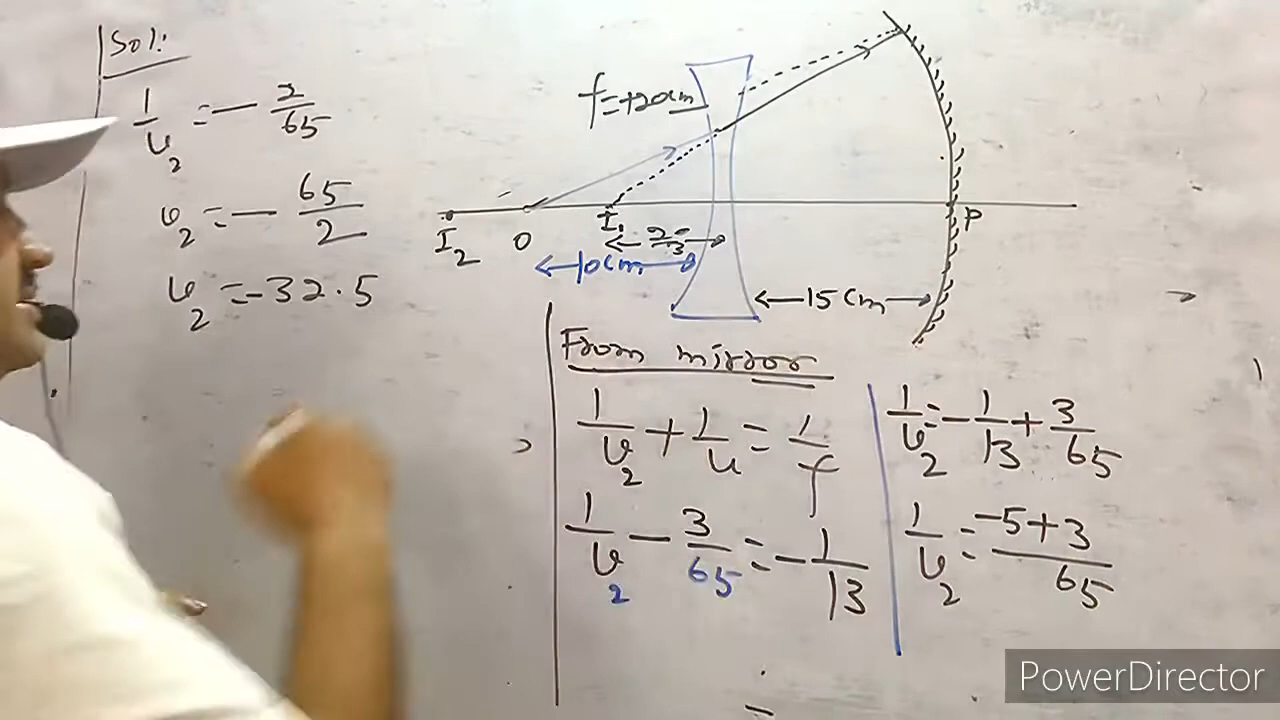 Sol:
1/v₂ = - 2/65
v₂ = - 65/2
v₂ = -32.5
f=+20cm
I₂ O I₁ P
20/3
10cm
15cm
From mirror
1/v₂ + 1/u = 1/f
1/v₂ - 3/65 = - 1/13
1/v₂ = - 1/13 + 3/65
1/v₂ = -5+3/65
PowerDirector